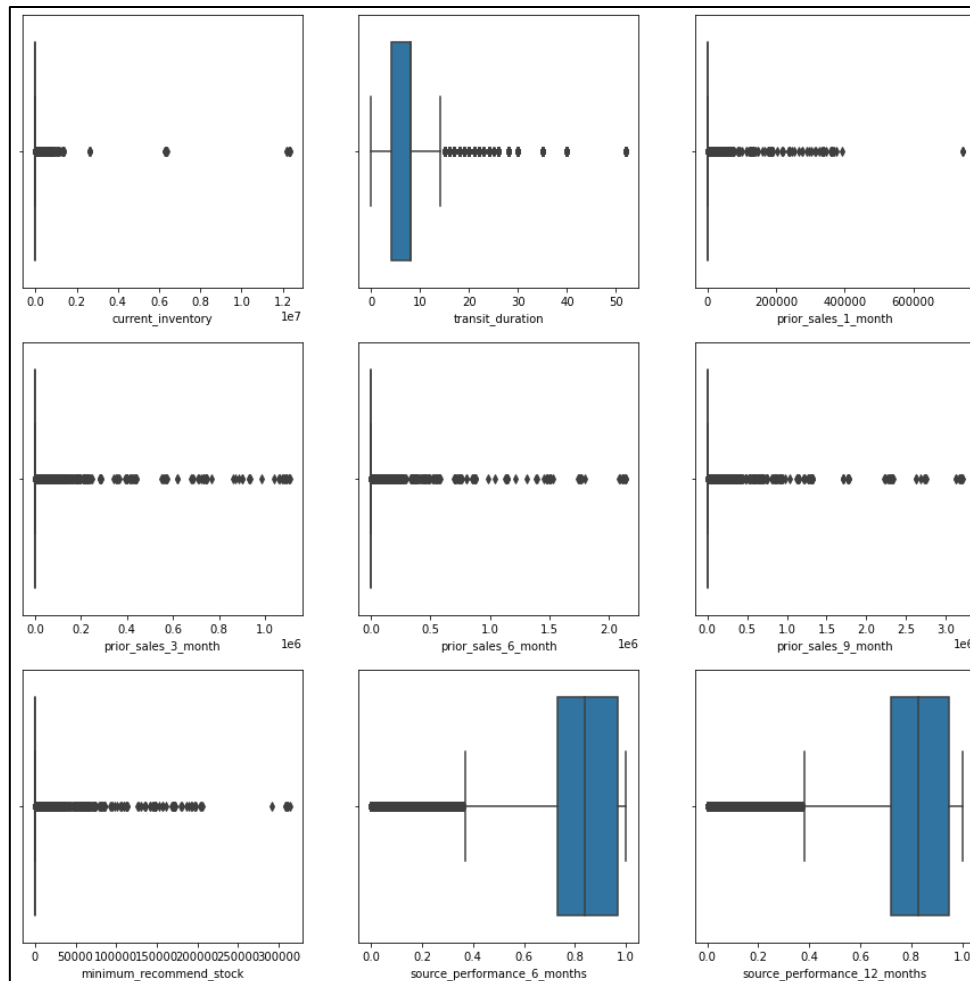 0.0 0.2 0.4 0.6 0.8 1.0 1.2
1e7
current_inventory
0 10 20 30 40 50
transit_duration
0 200000 400000 600000
prior_sales_1_month
0.0 0.2 0.4 0.6 0.8 1.0
1e6
prior_sales_3_month
0.0 0.5 1.0 1.5 2.0
1e6
prior_sales_6_month
0.0 0.5 1.0 1.5 2.0 2.5 3.0
1e6
prior_sales_9_month
0 50000 100000 150000 200000 250000 300000
minimum_recommend_stock
0.0 0.2 0.4 0.6 0.8 1.0
source_performance_6_months
0.0 0.2 0.4 0.6 0.8 1.0
source_performance_12_months